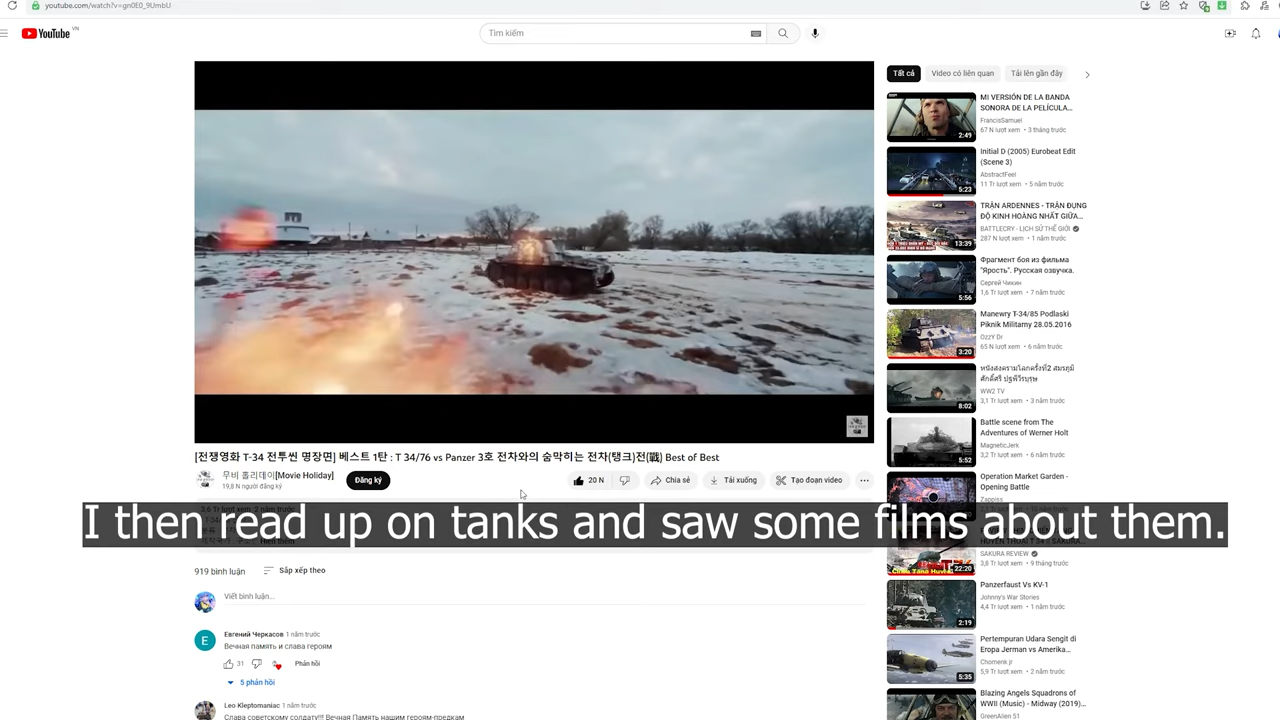 youtube.com/watch?v=gn0E0_9UmbU
YouTube VN
Tìm kiếm
Tất cả
Video có liên quan
Tải lên gần đây
MI VERSIÓN DE LA BANDA
SONORA DE LA PELÍCULA...
FrancisSamuel
67 N lượt xem • 3 tháng trước
2:49
Initial D (2005) Eurobeat Edit
(Scene 3)
AbstractFeel
11 Tr lượt xem • 5 năm trước
5:23
TRẬN ARDENNES - TRẬN ĐỤNG
ĐỘ KINH HOÀNG NHẤT GIỮA...
BATTLECRY - LỊCH SỬ THẾ GIỚI
287 N lượt xem • 1 năm trước
13:39
Фрагмент боя из фильма
"Ярость". Русская озвучка.
Сергей Чикин
1,6 Tr lượt xem • 7 năm trước
5:56
Manewry T-34/85 Podlaski
Piknik Militarny 28.05.2016
OzzY Dr
65 N lượt xem • 6 năm trước
3:20
WW2 TV
3,1 Tr lượt xem • 3 năm trước
8:02
Battle scene from The
Adventures of Werner Holt
MagneticJerk
6,2 Tr lượt xem • 10 năm trước
5:52
Operation Market Garden -
Opening Battle
Zappiss
[전쟁영화 T-34 전투씬 명장면] 베스트 1탄 : T 34/76 vs Panzer 3호 전차와의 숨막히는 전차(탱크)전(戰) Best of Best
무비 홀리데이[Movie Holiday]
19,8 N người đăng ký
Đăng ký
20 N
Chia sẻ
Tải xuống
Tạo đoạn video
I then read up on tanks and saw some films about them.
SAKURA REVIEW
3,8 Tr lượt xem • 9 tháng trước
22:20
919 bình luận
Sắp xếp theo
Viết bình luận...
E
Евгений Черкасов 1 năm trước
Вечная память и слава героям
31
Phản hồi
5 phản hồi
Leo Kleptomaniac 1 năm trước
Слава советскому солдату!!! Вечная Память нашим героям-предкам
Panzerfaust Vs KV-1
Johnny's War Stories
4,4 Tr lượt xem • 1 năm trước
2:19
Pertempuran Udara Sengit di
Eropa Jerman vs Amerika...
Chomenk jr
5,9 Tr lượt xem • 2 năm trước
5:35
Blazing Angels Squadrons of
WWII (Music) - Midway (2019)...
GreenAlien 51